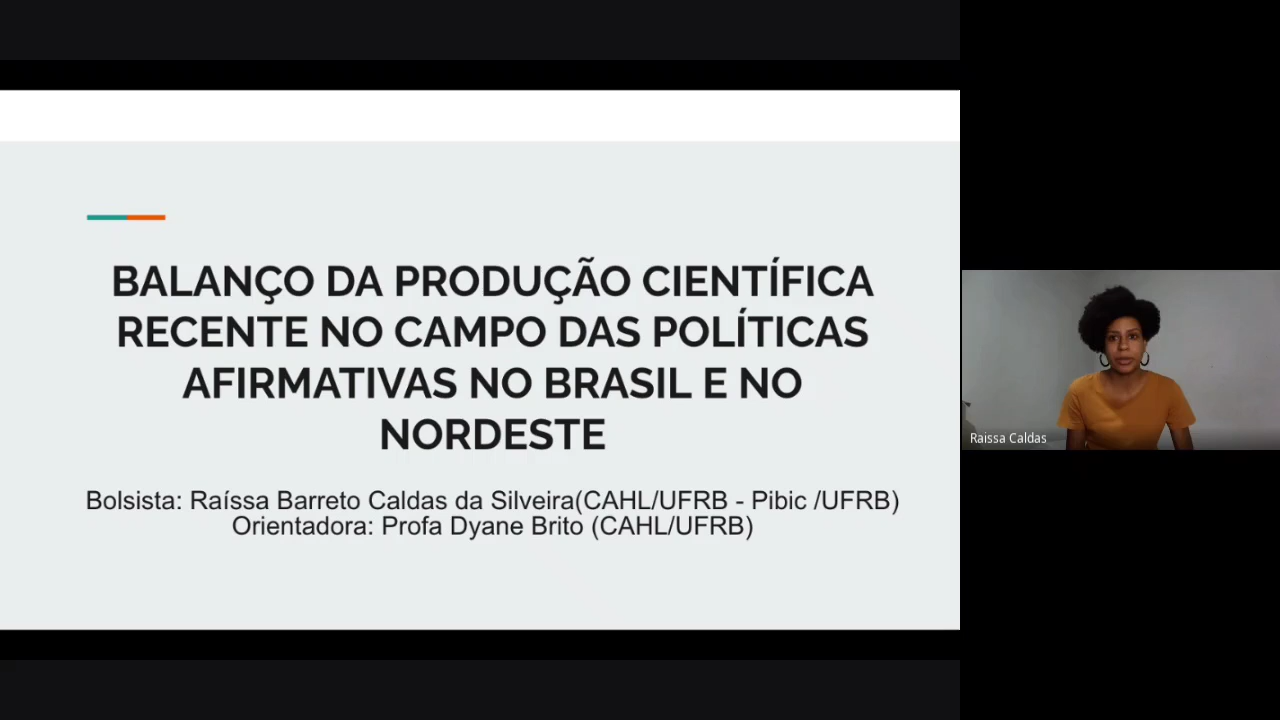 BALANÇO DA PRODUÇÃO CIENTÍFICA
RECENTE NO CAMPO DAS POLÍTICAS
AFIRMATIVAS NO BRASIL E NO
NORDESTE
Bolsista: Raíssa Barreto Caldas da Silveira(CAHL/UFRB - Pibic /UFRB)
Orientadora: Profa Dyane Brito (CAHL/UFRB)
Raissa Caldas